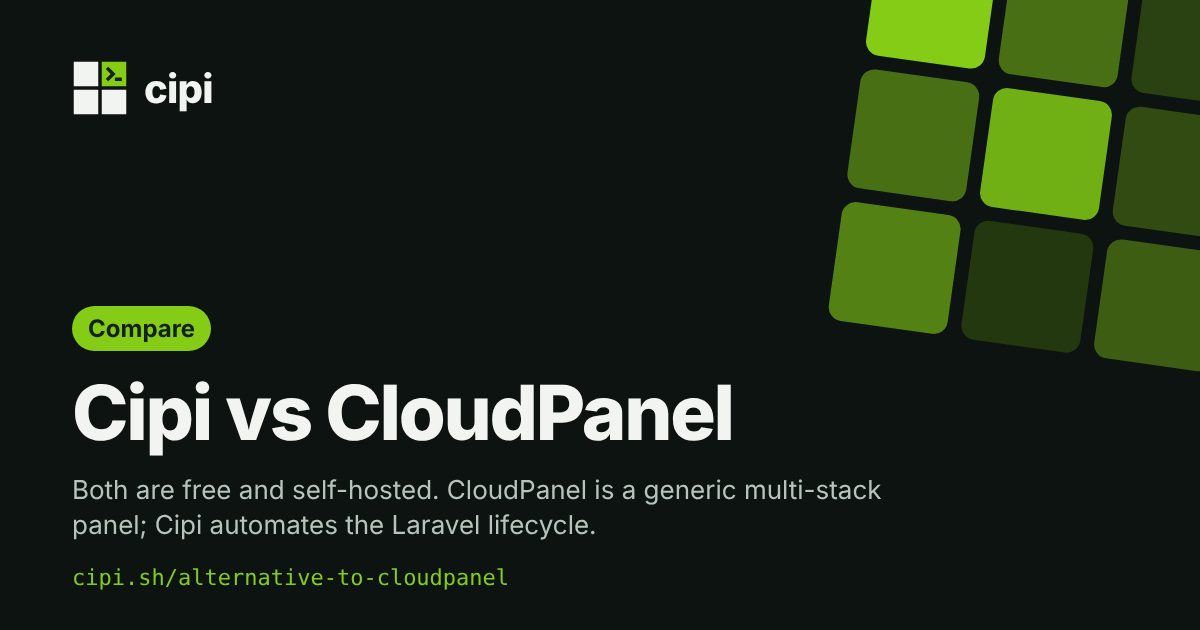 cipi
Compare
Cipi vs CloudPanel
Both are free and self-hosted. CloudPanel is a generic multi-stack
panel; Cipi automates the Laravel lifecycle.
cipi.sh/alternative-to-cloudpanel